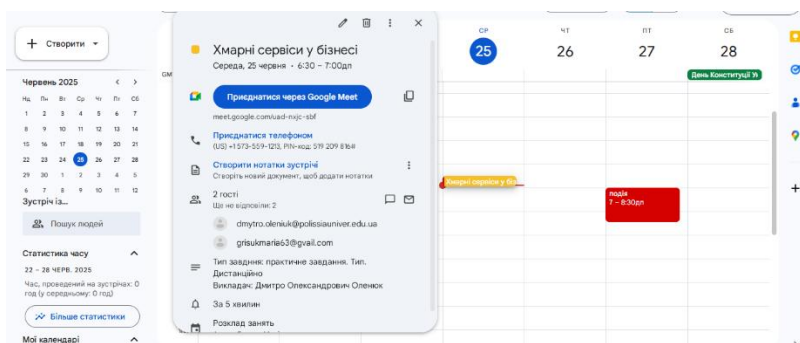 Створити
Червень 2025
Нд Пн Вт Ср Чт Пт Сб
1 2 3 4 5 6 7
8 9 10 11 12 13 14
15 16 17 18 19 20 21
22 23 24 25 26 27 28
29 30 1 2 3 4 5
6 7 8 9 10 11 12
Зустріч із...
Пошук людей
Статистика часу
22 – 28 ЧЕРВ. 2025
Час, проведений на зустрічах: 0
год (у середньому: 0 год)
Більше статистики
Мої календарі
Хмарні сервіси у бізнесі
Середа, 25 червня • 6:30 – 7:00дп
Приєднатися через Google Meet
meet.google.com/uad-nxjc-sbf
Приєднатися телефоном
(US) +1 573-559-1213, PIN-код: 519 209 816#
Створити нотатки зустрічі
Створіть новий документ, щоб додати нотатки
2 гості
Ще не відповіли: 2
dmytro.oleniuk@polissiauniver.edu.ua
grisukmaria63@gvail.com
Тип завдння: практичне завдання. Тип.
Дистанційно
Викладач: Дмитро Олександрович Оленюк
За 5 хвилин
Розклад занять
GM
СР ЧТ ПТ СБ
25 26 27 28
День Конституції Ук
Хмарні сервіси у біз
подія
7 – 8:30дп